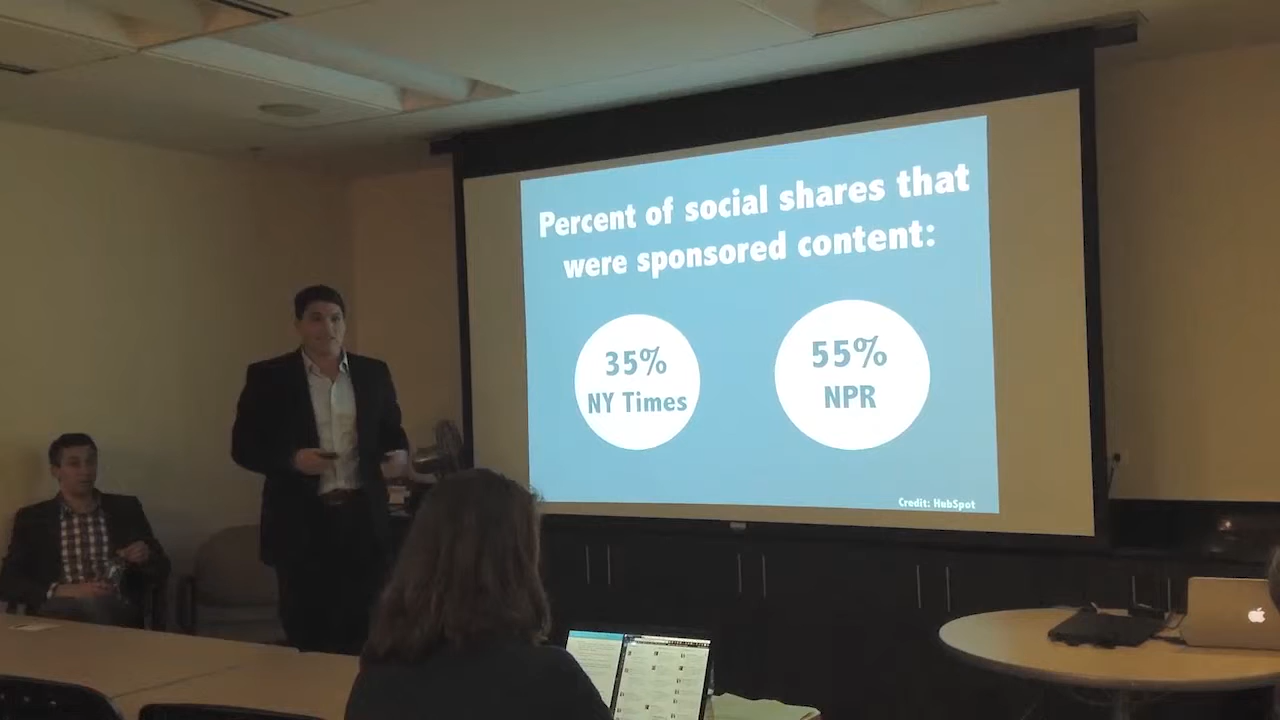 Percent of social shares that
were sponsored content:
35%
NY Times
55%
NPR
Credit: HubSpot